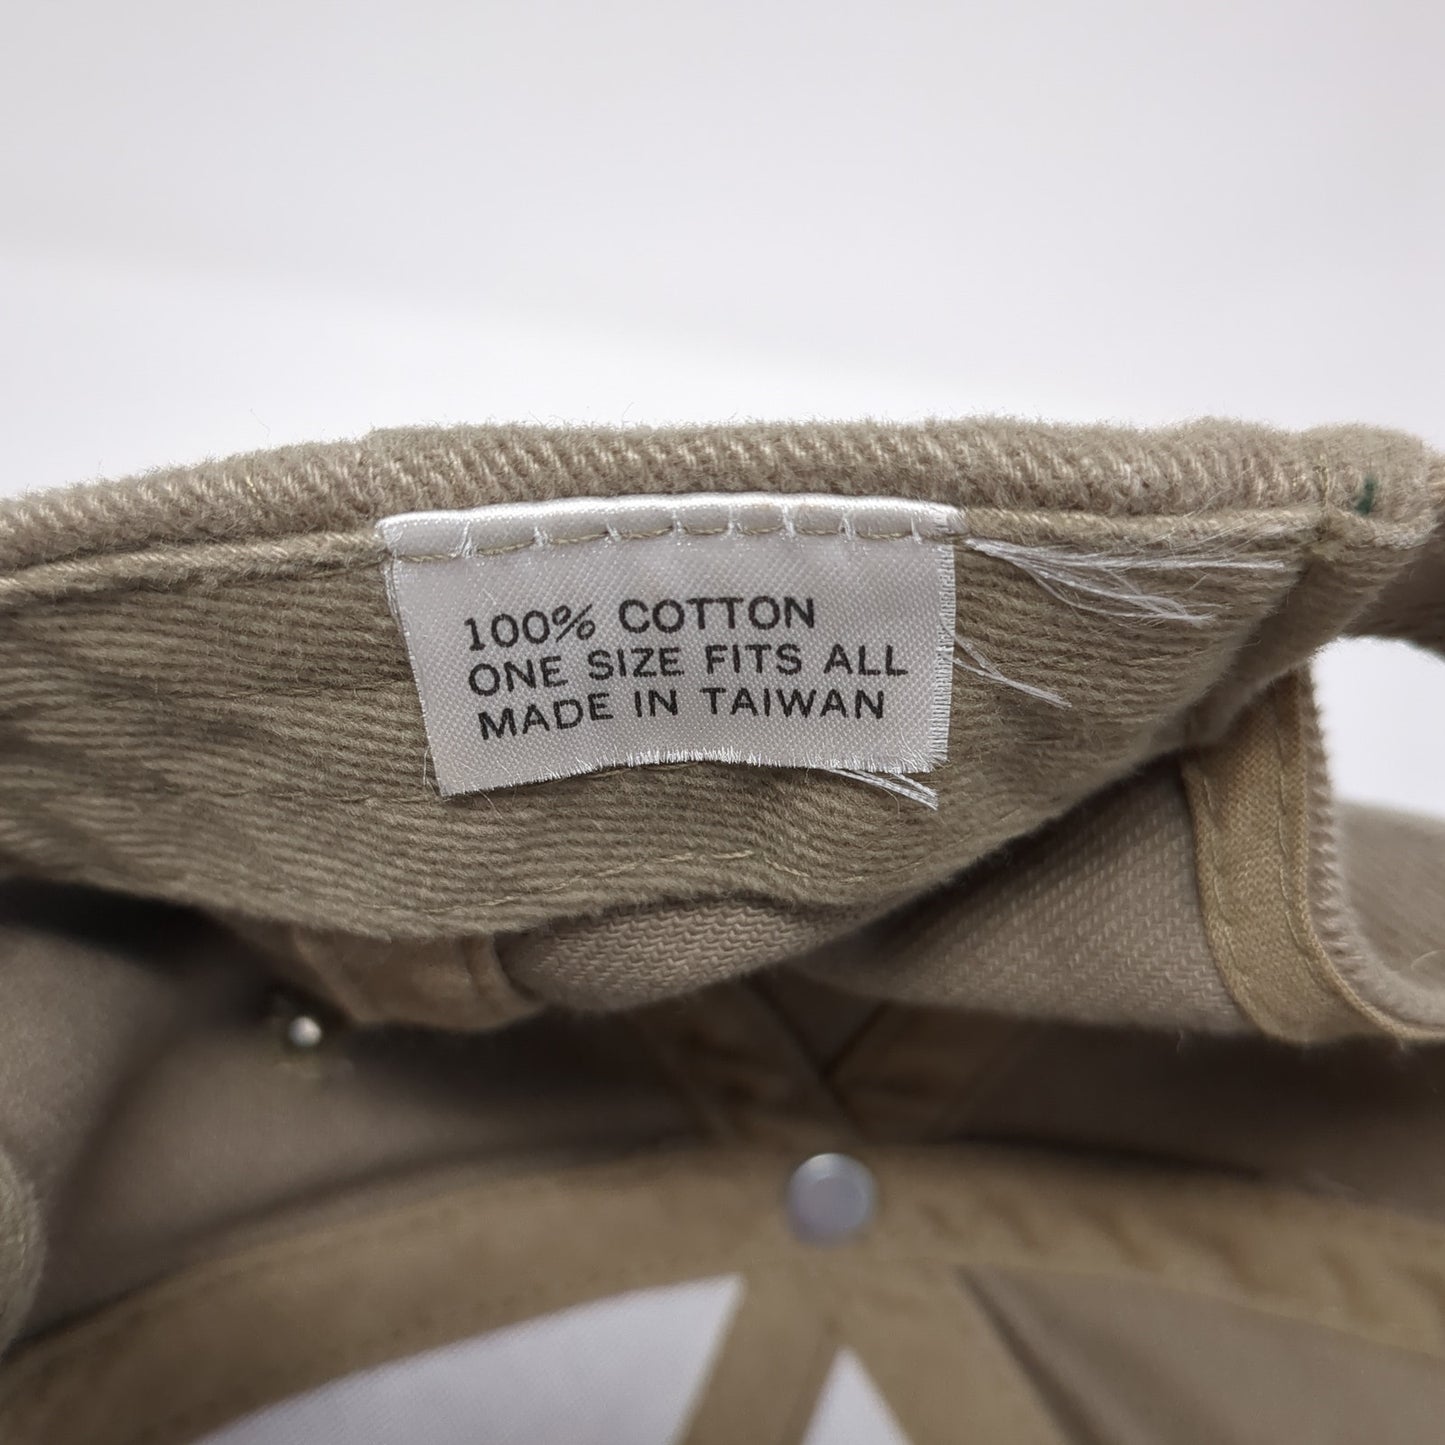 100% COTTON
ONE SIZE FITS ALL
MADE IN TAIWAN